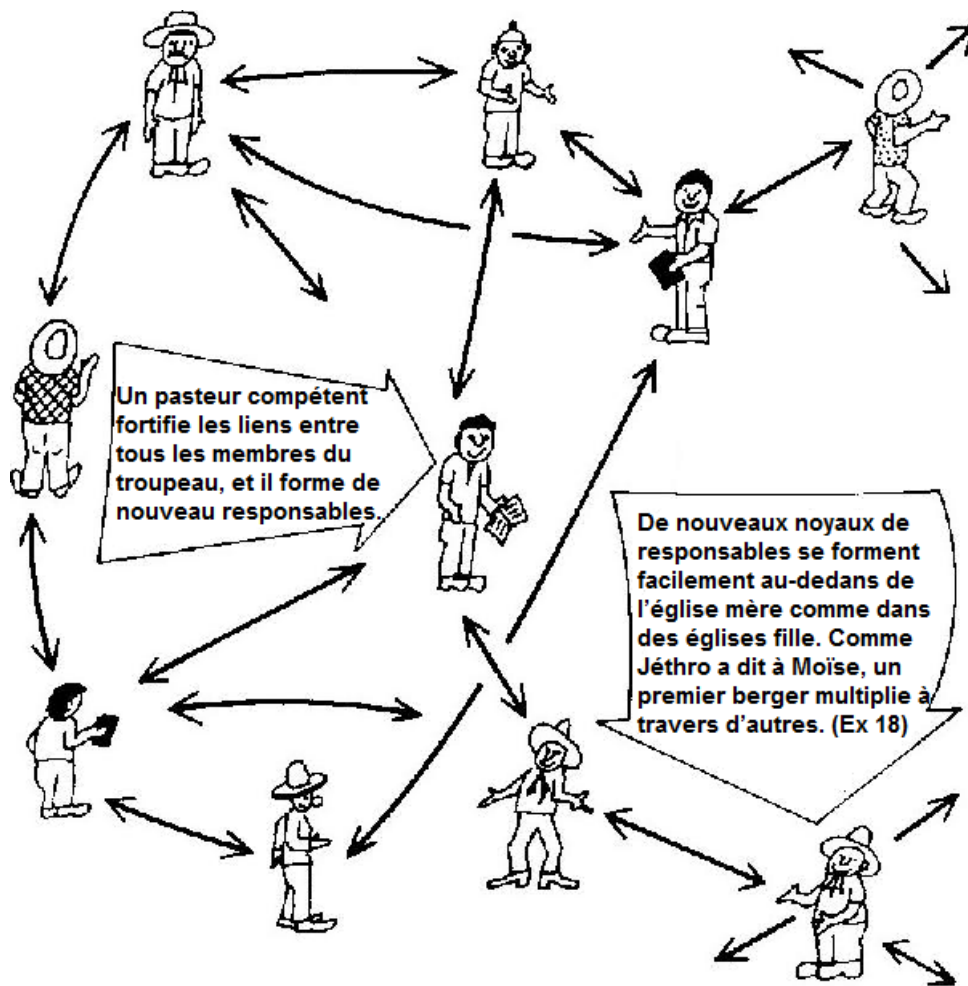 Un pasteur compétent
fortifie les liens entre
tous les membres du
troupeau, et il forme de
nouveau responsables.
De nouveaux noyaux de
responsables se forment
facilement au-dedans de
l’église mère comme dans
des églises fille. Comme
Jéthro a dit à Moïse, un
premier berger multiplie à
travers d’autres. (Ex 18)